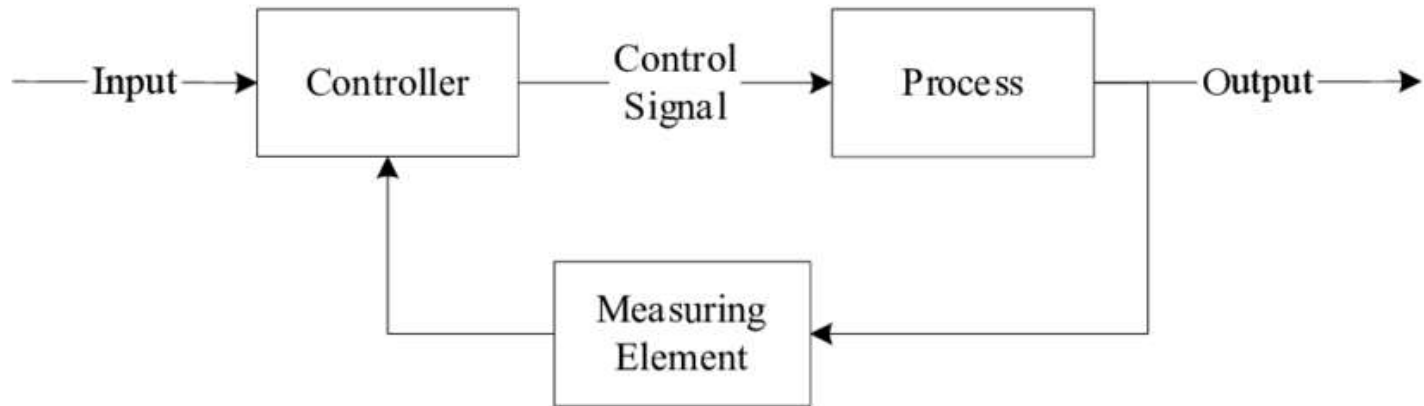 Input
Controller
Control
Signal
Process
Output
Measuring
Element